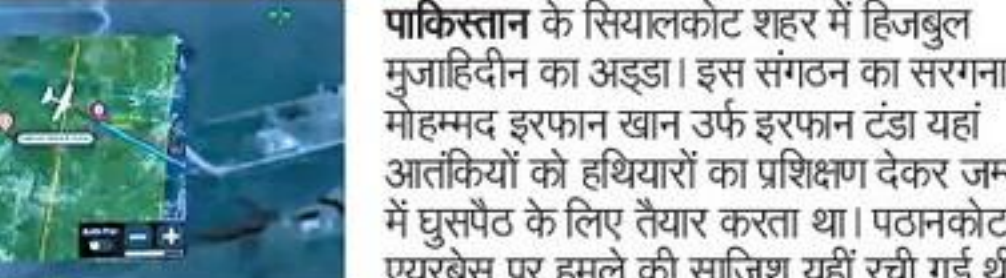 पाकिस्तान के सियालकोट शहर में हिजबुल
मुजाहिदीन का अड्डा। इस संगठन का सरगना
मोहम्मद इरफान खान उर्फ इरफान टंडा यहां
आतंकियों को हथियारों का प्रशिक्षण देकर
में घुसपैठ के लिए तैयार करता था। पठानकोट
एयरबेस पर हमले की साजिश यहीं रची गई